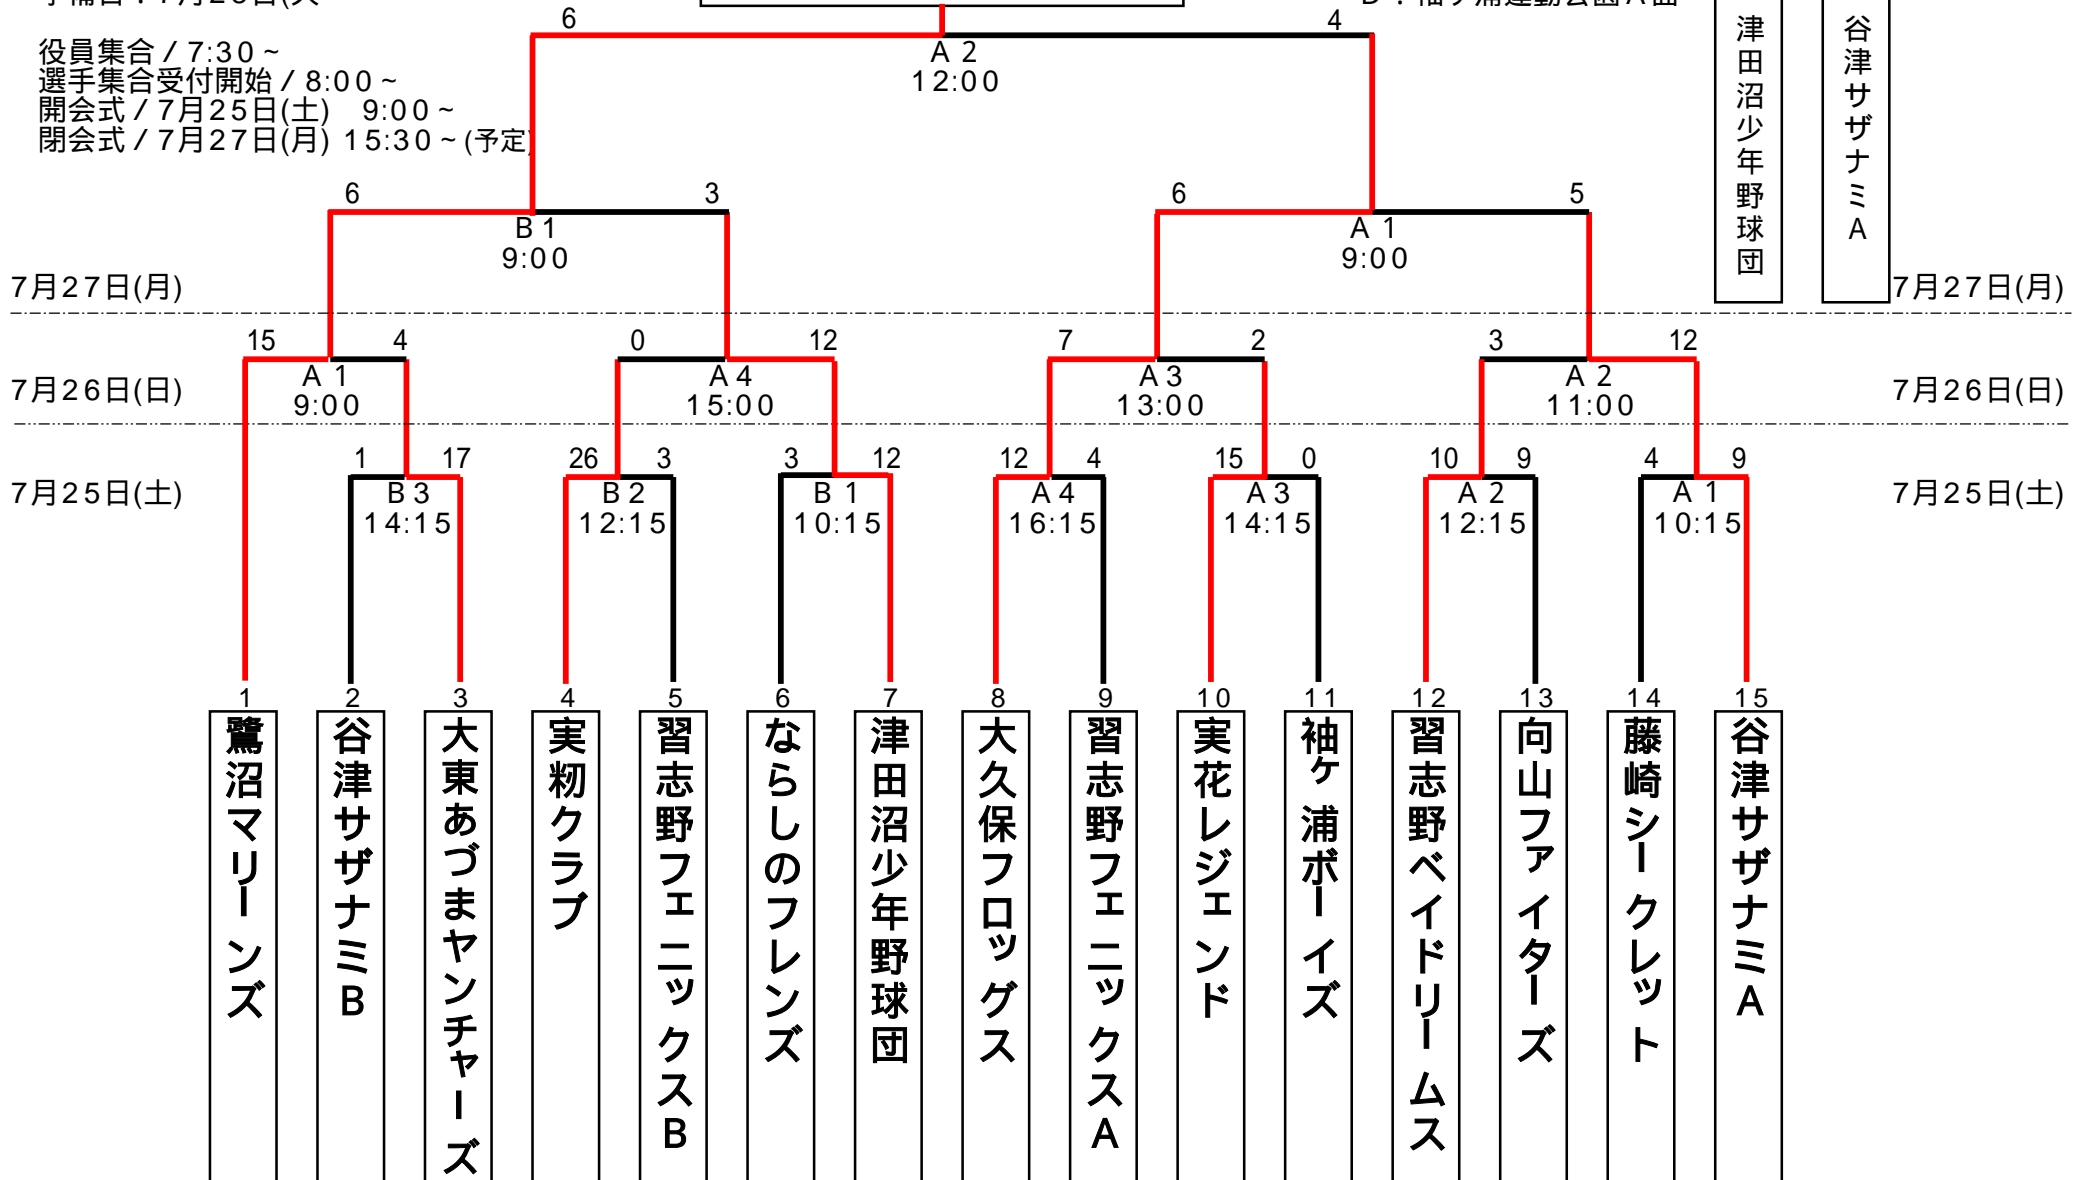 6
4
役員集合 / 7:30 ~
選手集合受付開始 / 8:00 ~
開会式 / 7月25日(土)　9:00 ~
閉会式 / 7月27日(月) 15:30 ~ (予定)
A 2
12:00
津田沼少年野球団
谷津サザナミA
6
3
6
5
B 1
9:00
A 1
9:00
7月27日(月)
7月27日(月)
15
4
0
12
7
2
3
12
A 1
9:00
A 4
15:00
A 3
13:00
A 2
11:00
7月26日(日)
7月26日(日)
1
17
26
3
3
12
12
4
15
0
10
9
4
9
7月25日(土)
B 3
14:15
B 2
12:15
B 1
10:15
A 4
16:15
A 3
14:15
A 2
12:15
A 1
10:15
7月25日(土)
1
2
3
4
5
6
7
8
9
10
11
12
13
14
15
鷺沼マリーンズ
谷津サザナミB
大東あづまヤンチャーズ
実籾クラブ
習志野フェニックスB
ならしのフレンズ
津田沼少年野球団
大久保フロッグス
習志野フェニックスA
実花レジェンド
袖ヶ浦ボーイズ
習志野ベイドリームス
向山ファイターズ
藤崎シークレット
谷津サザナミA